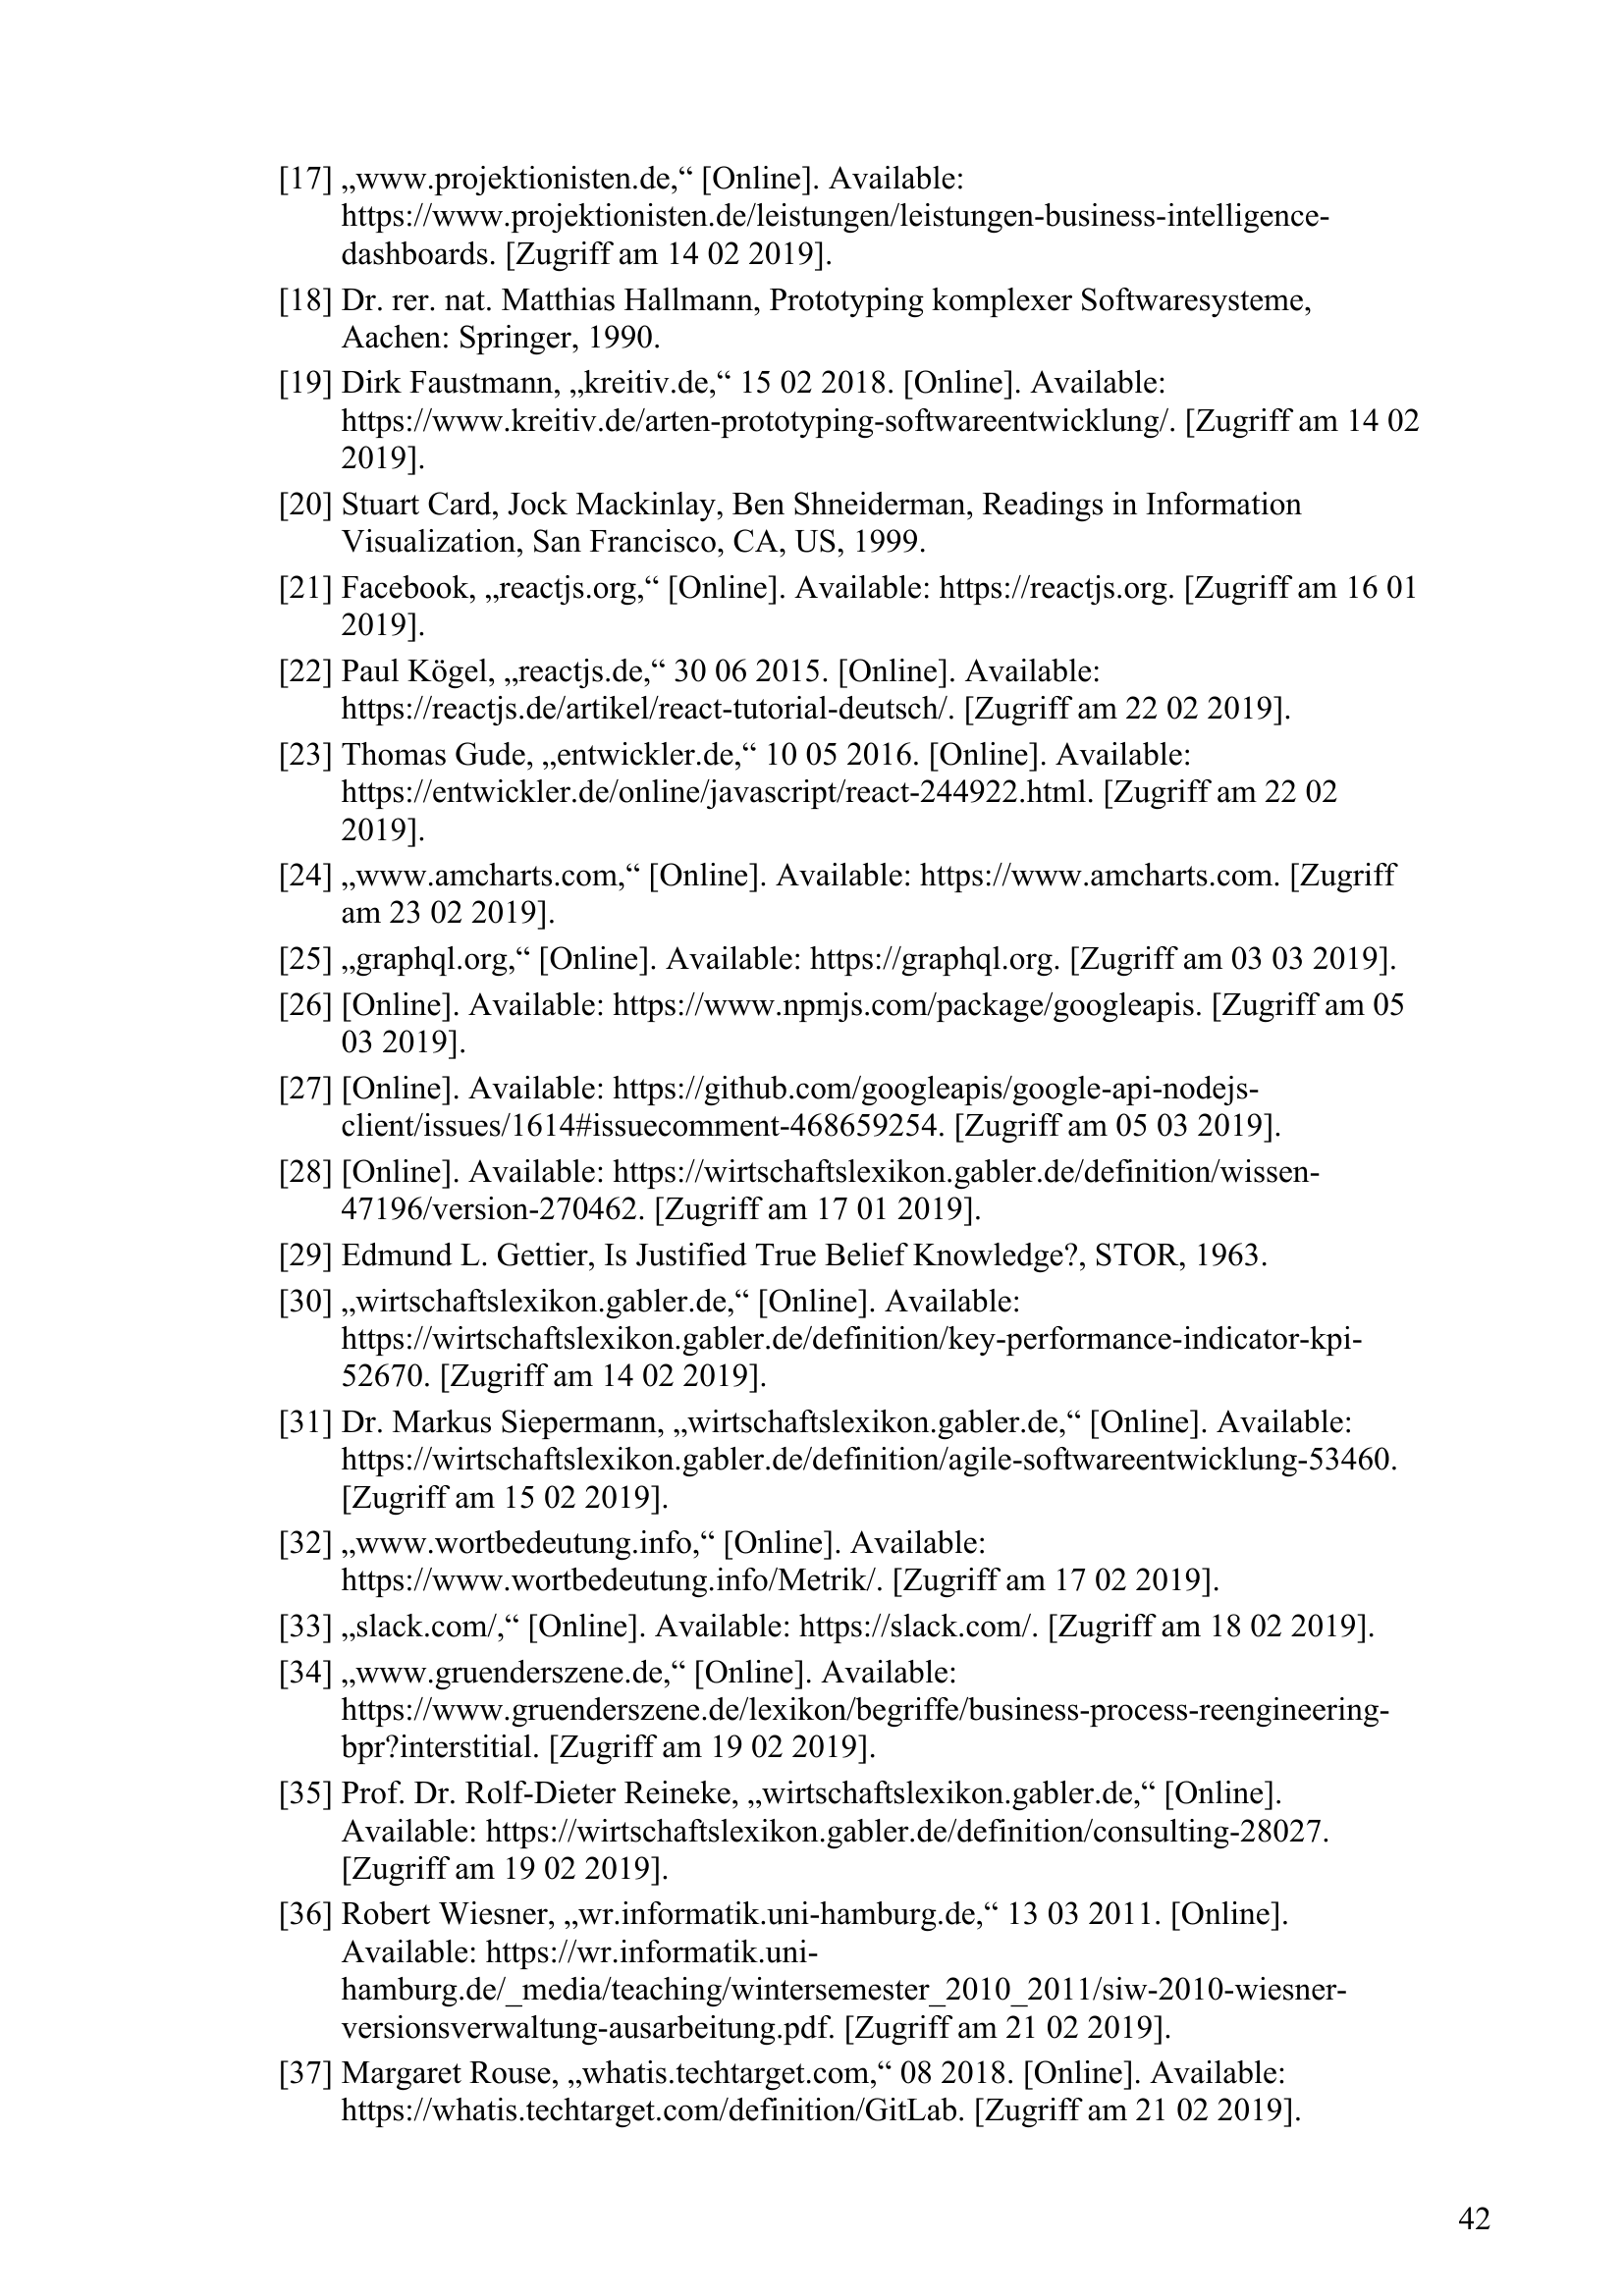 [17] „www.projektionisten.de,“ [Online]. Available:
https://www.projektionisten.de/leistungen/leistungen-business-intelligence-
dashboards. [Zugriff am 14 02 2019].
[18] Dr. rer. nat. Matthias Hallmann, Prototyping komplexer Softwaresysteme,
Aachen: Springer, 1990.
[19] Dirk Faustmann, „kreitiv.de,“ 15 02 2018. [Online]. Available:
https://www.kreitiv.de/arten-prototyping-softwareentwicklung/. [Zugriff am 14 02
2019].
[20] Stuart Card, Jock Mackinlay, Ben Shneiderman, Readings in Information
Visualization, San Francisco, CA, US, 1999.
[21] Facebook, „reactjs.org,“ [Online]. Available: https://reactjs.org. [Zugriff am 16 01
2019].
[22] Paul Kögel, „reactjs.de,“ 30 06 2015. [Online]. Available:
https://reactjs.de/artikel/react-tutorial-deutsch/. [Zugriff am 22 02 2019].
[23] Thomas Gude, „entwickler.de,“ 10 05 2016. [Online]. Available:
https://entwickler.de/online/javascript/react-244922.html. [Zugriff am 22 02
2019].
[24] „www.amcharts.com,“ [Online]. Available: https://www.amcharts.com. [Zugriff
am 23 02 2019].
[25] „graphql.org,“ [Online]. Available: https://graphql.org. [Zugriff am 03 03 2019].
[26] [Online]. Available: https://www.npmjs.com/package/googleapis. [Zugriff am 05
03 2019].
[27] [Online]. Available: https://github.com/googleapis/google-api-nodejs-
client/issues/1614#issuecomment-468659254. [Zugriff am 05 03 2019].
[28] [Online]. Available: https://wirtschaftslexikon.gabler.de/definition/wissen-
47196/version-270462. [Zugriff am 17 01 2019].
[29] Edmund L. Gettier, Is Justified True Belief Knowledge?, STOR, 1963.
[30] „wirtschaftslexikon.gabler.de,“ [Online]. Available:
https://wirtschaftslexikon.gabler.de/definition/key-performance-indicator-kpi-
52670. [Zugriff am 14 02 2019].
[31] Dr. Markus Siepermann, „wirtschaftslexikon.gabler.de,“ [Online]. Available:
https://wirtschaftslexikon.gabler.de/definition/agile-softwareentwicklung-53460.
[Zugriff am 15 02 2019].
[32] „www.wortbedeutung.info,“ [Online]. Available:
https://www.wortbedeutung.info/Metrik/. [Zugriff am 17 02 2019].
[33] „slack.com/,“ [Online]. Available: https://slack.com/. [Zugriff am 18 02 2019].
[34] „www.gruenderszene.de,“ [Online]. Available:
https://www.gruenderszene.de/lexikon/begriffe/business-process-reengineering-
bpr?interstitial. [Zugriff am 19 02 2019].
[35] Prof. Dr. Rolf-Dieter Reineke, „wirtschaftslexikon.gabler.de,“ [Online].
Available: https://wirtschaftslexikon.gabler.de/definition/consulting-28027.
[Zugriff am 19 02 2019].
[36] Robert Wiesner, „wr.informatik.uni-hamburg.de,“ 13 03 2011. [Online].
Available: https://wr.informatik.uni-
hamburg.de/_media/teaching/wintersemester_2010_2011/siw-2010-wiesner-
versionsverwaltung-ausarbeitung.pdf. [Zugriff am 21 02 2019].
[37] Margaret Rouse, „whatis.techtarget.com,“ 08 2018. [Online]. Available:
https://whatis.techtarget.com/definition/GitLab. [Zugriff am 21 02 2019].
42